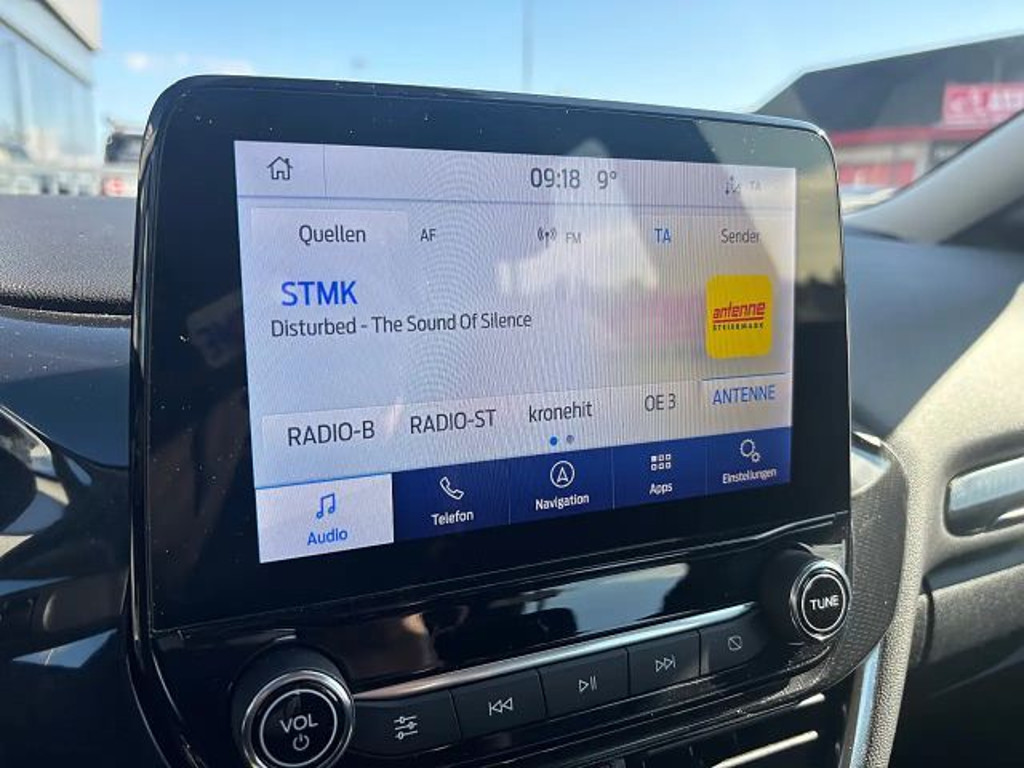 09:18 9°
TA
Quellen AF FM TA Sender
STMK
Disturbed - The Sound Of Silence
antenne
STEIERMARK
RADIO-B RADIO-ST kronehit OE 3 ANTENNE
Audio Telefon Navigation Apps Einstellungen
TUNE
VOL